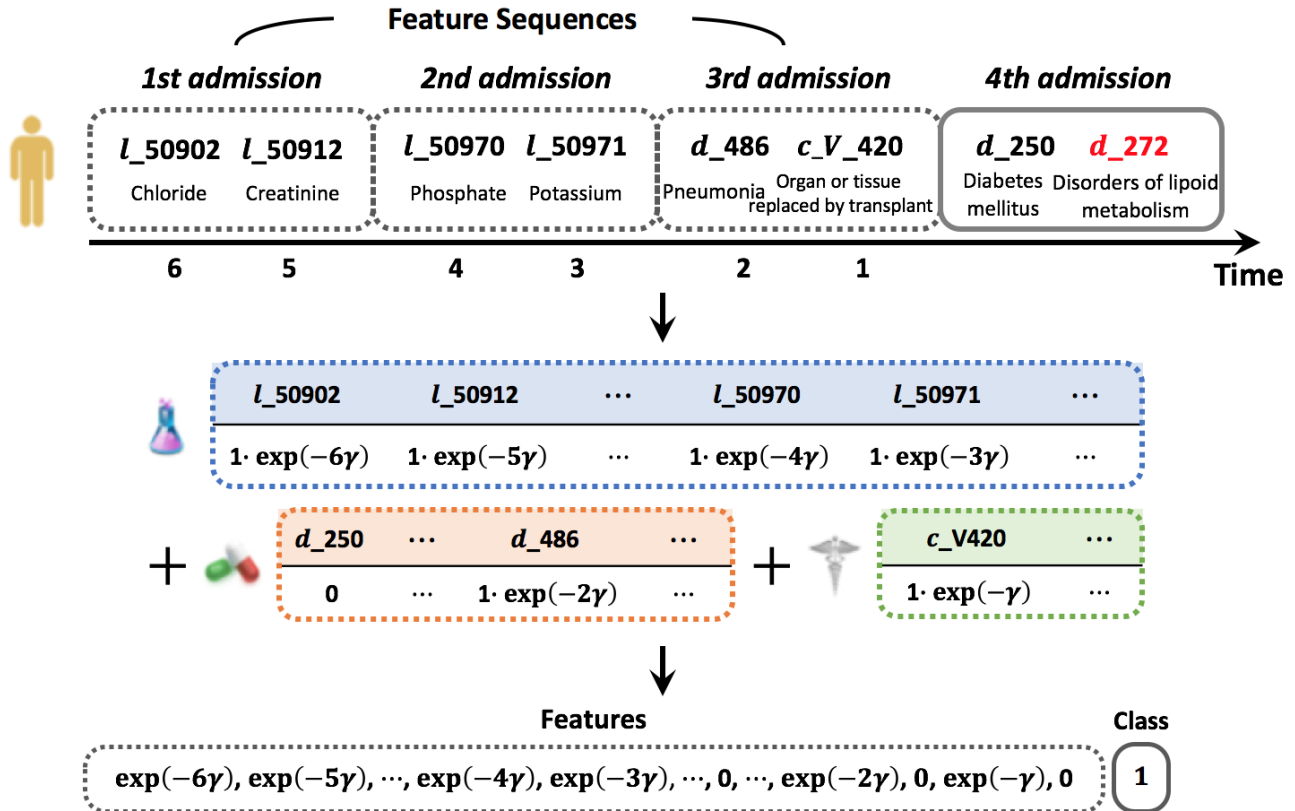 Feature Sequences
1st admission 2nd admission 3rd admission 4th admission
l_50902 l_50912 l_50970 l_50971 d_486 c_V_420 d_250 d_272
Chloride Creatinine Phosphate Potassium Pneumonia Organ or tissue replaced by transplant Diabetes mellitus Disorders of lipoid metabolism
6 5 4 3 2 1 Time
l_50902 l_50912 ⋯ l_50970 l_50971 ⋯
1· exp(−6γ) 1· exp(−5γ) ⋯ 1· exp(−4γ) 1· exp(−3γ) ⋯
+ d_250 ⋯ d_486 ⋯ + c_V420 ⋯
0 ⋯ 1· exp(−2γ) ⋯ 1· exp(−γ) ⋯
Features Class
exp(−6γ), exp(−5γ), ⋯, exp(−4γ), exp(−3γ), ⋯, 0, ⋯, exp(−2γ), 0, exp(−γ), 0 1